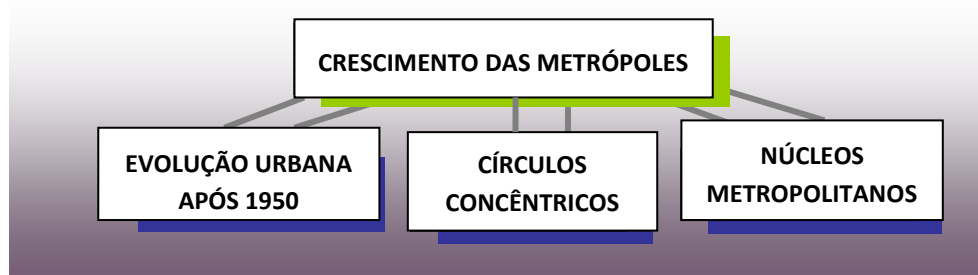 CRESCIMENTO DAS METRÓPOLES
EVOLUÇÃO URBANA
APÓS 1950
CÍRCULOS
CONCÊNTRICOS
NÚCLEOS
METROPOLITANOS